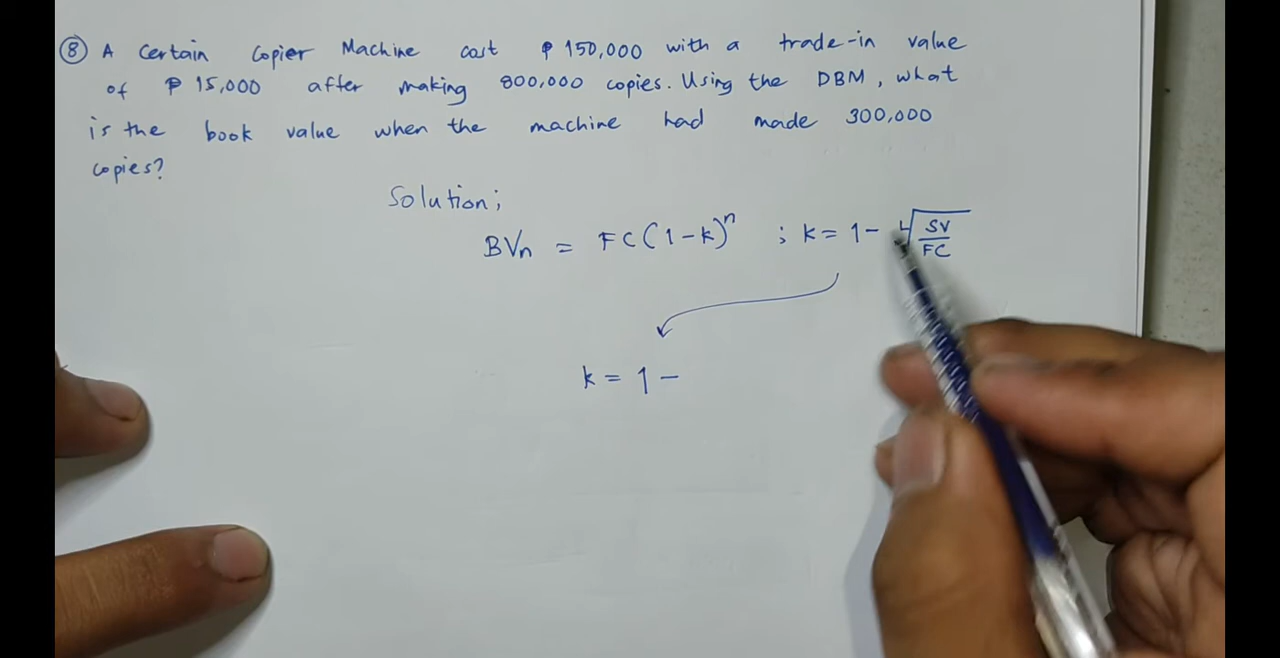 ⑧ A certain Copier Machine cost ₱ 150,000 with a trade-in value
of ₱ 15,000 after making 800,000 copies. Using the DBM, what
is the book value when the machine had made 300,000
copies?
Solution;
BVn = FC(1-k)^n ; k = 1 - ᴸ√(SV/FC)
k = 1 -